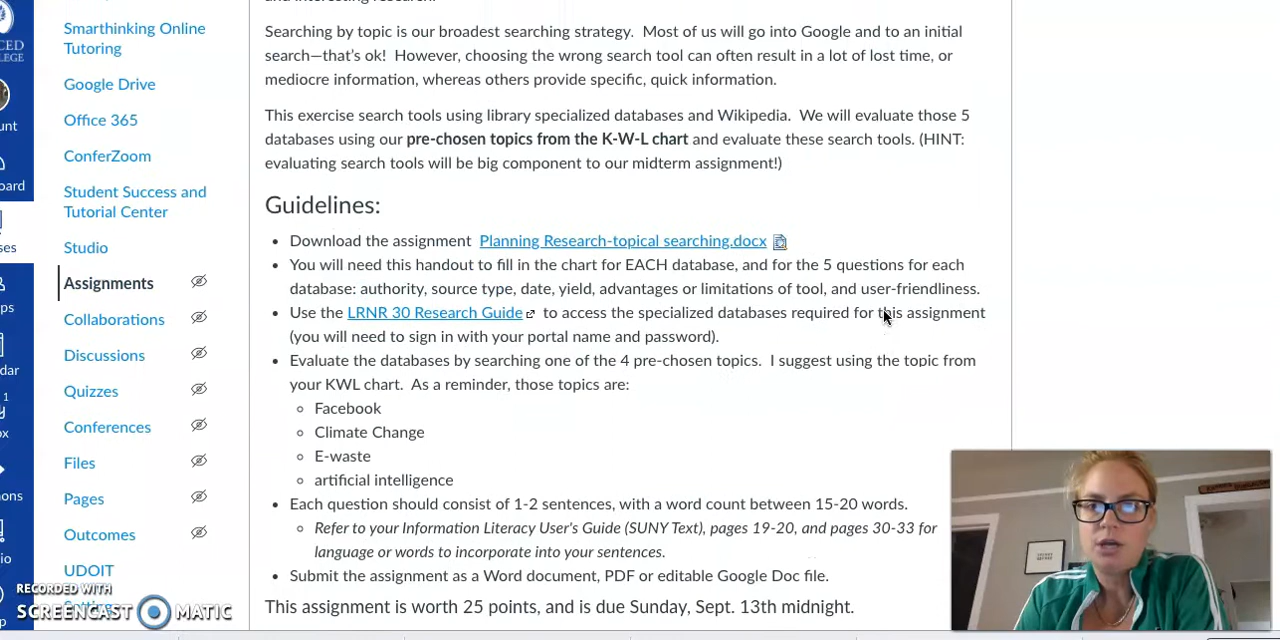 Smarthinking Online
Tutoring
Google Drive
Office 365
ConferZoom
Student Success and
Tutorial Center
Studio
Assignments
Collaborations
Discussions
Quizzes
Conferences
Files
Pages
Outcomes
UDOIT
Searching by topic is our broadest searching strategy. Most of us will go into Google and to an initial
search—that's ok! However, choosing the wrong search tool can often result in a lot of lost time, or
mediocre information, whereas others provide specific, quick information.
This exercise search tools using library specialized databases and Wikipedia. We will evaluate those 5
databases using our pre-chosen topics from the K-W-L chart and evaluate these search tools. (HINT:
evaluating search tools will be big component to our midterm assignment!)
Guidelines:
Download the assignment Planning Research-topical searching.docx
You will need this handout to fill in the chart for EACH database, and for the 5 questions for each
database: authority, source type, date, yield, advantages or limitations of tool, and user-friendliness.
Use the LRNR 30 Research Guide to access the specialized databases required for this assignment
(you will need to sign in with your portal name and password).
Evaluate the databases by searching one of the 4 pre-chosen topics. I suggest using the topic from
your KWL chart. As a reminder, those topics are:
Facebook
Climate Change
E-waste
artificial intelligence
Each question should consist of 1-2 sentences, with a word count between 15-20 words.
Refer to your Information Literacy User's Guide (SUNY Text), pages 19-20, and pages 30-33 for
language or words to incorporate into your sentences.
Submit the assignment as a Word document, PDF or editable Google Doc file.
This assignment is worth 25 points, and is due Sunday, Sept. 13th midnight.
RECORDED WITH
SCREENCAST MATIC